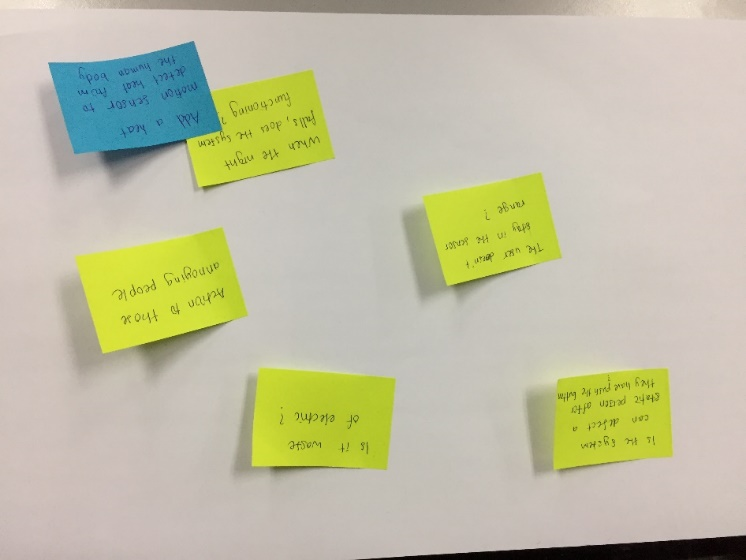 Is the system
can detect a
static person after
they have push the button
?
Is it waste
of electric ?
The user doesn't
stay in the sensor
range ?
Action to those
annoying people
When the night
falls, does the system
functioning ?
Add a heat
motion sensor to
detect heat from
the human body